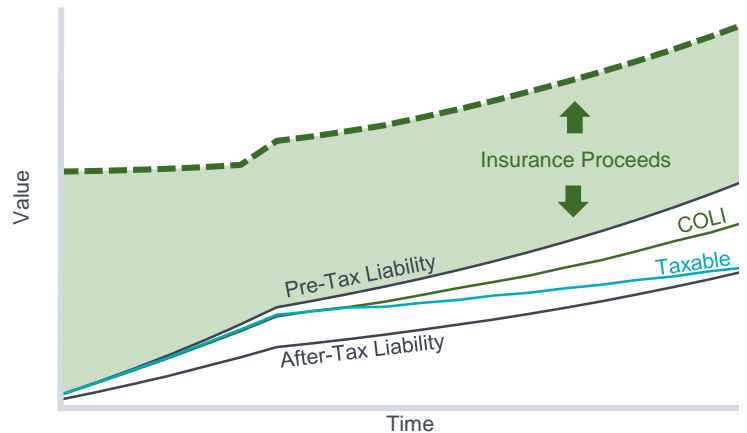 Insurance Proceeds
Value
COLI
Pre-Tax Liability
Taxable
After-Tax Liability
Time